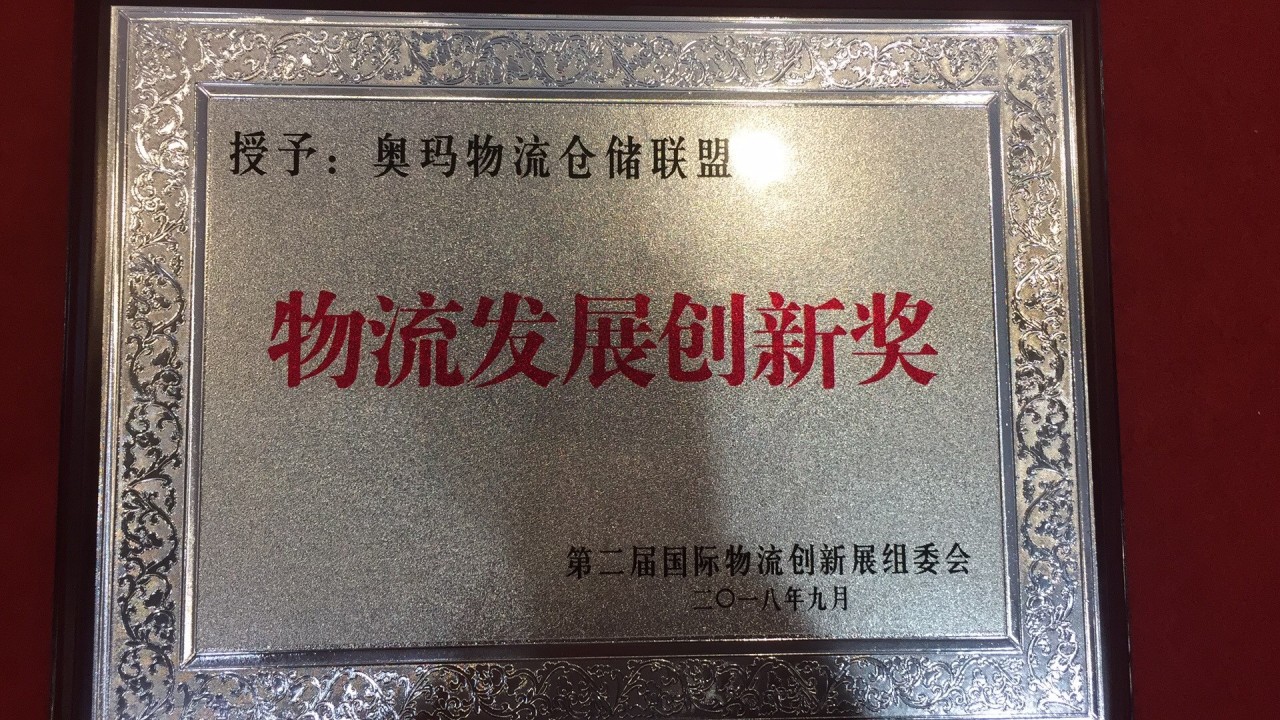 授予：奥玛物流仓储联盟
物流发展创新奖
第二届国际物流创新展组委会
二〇一八年九月